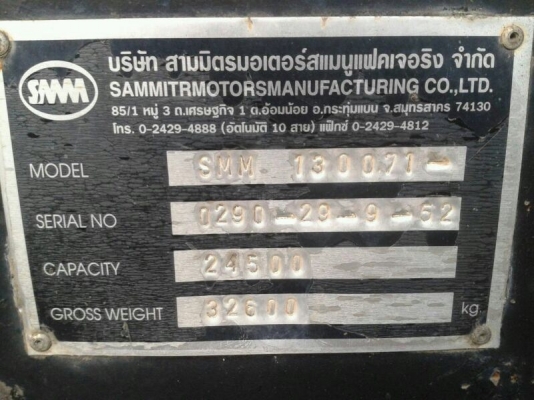 SMM
บริษัท สามมิตรมอเตอร์สแมนูแฟคเจอริง จำกัด
SAMMITRMOTORSMANUFACTURING CO.,LTD.
85/1 หมู่ 3 ถ.เศรษฐกิจ 1 ต.อ้อมน้อย อ.กระทุ่มแบน จ.สมุทรสาคร 74130
โทร. 0-2429-4888 (อัตโนมัติ 10 สาย) แฟ็กซ์ 0-2429-4812
MODEL SMM 130071-
SERIAL NO 0290-29-9-52
CAPACITY 24500
GROSS WEIGHT 32600 kg